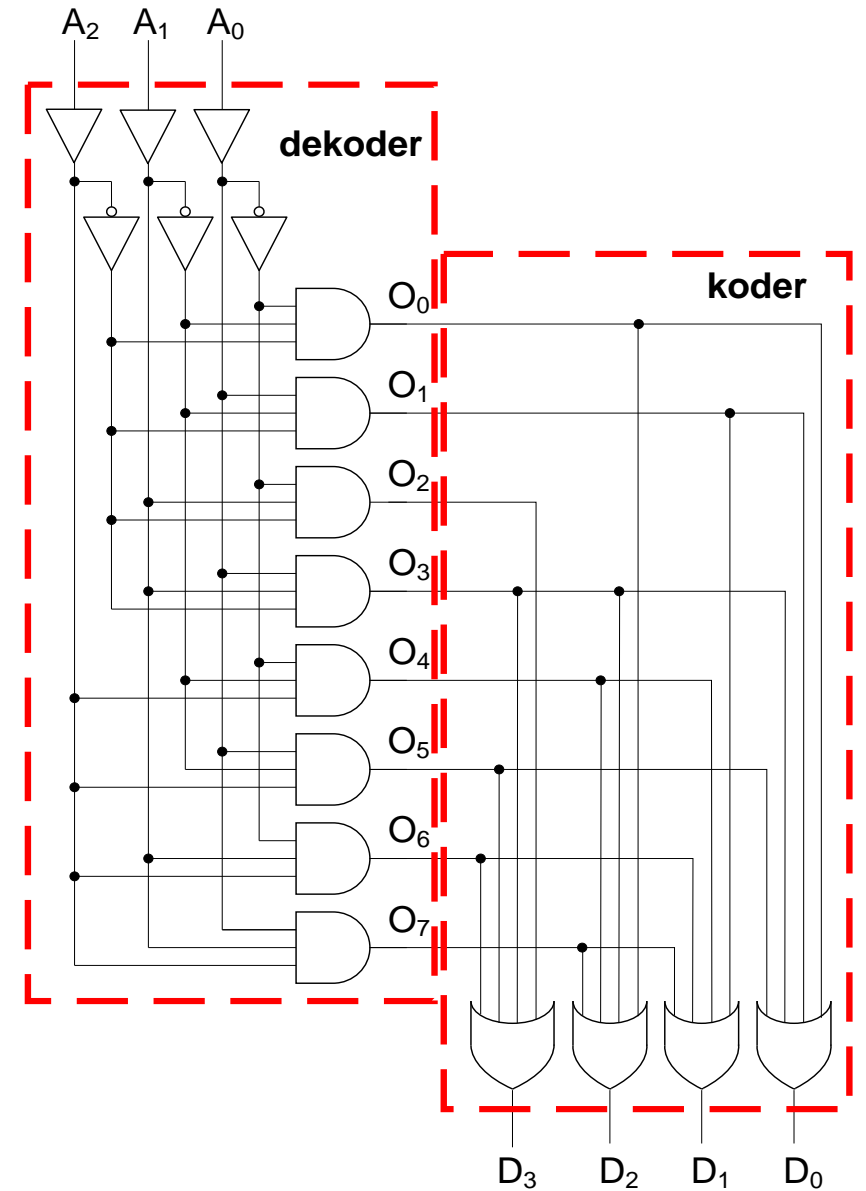 A₂ A₁ A₀
dekoder
koder
O₀
O₁
O₂
O₃
O₄
O₅
O₆
O₇
D₃ D₂ D₁ D₀